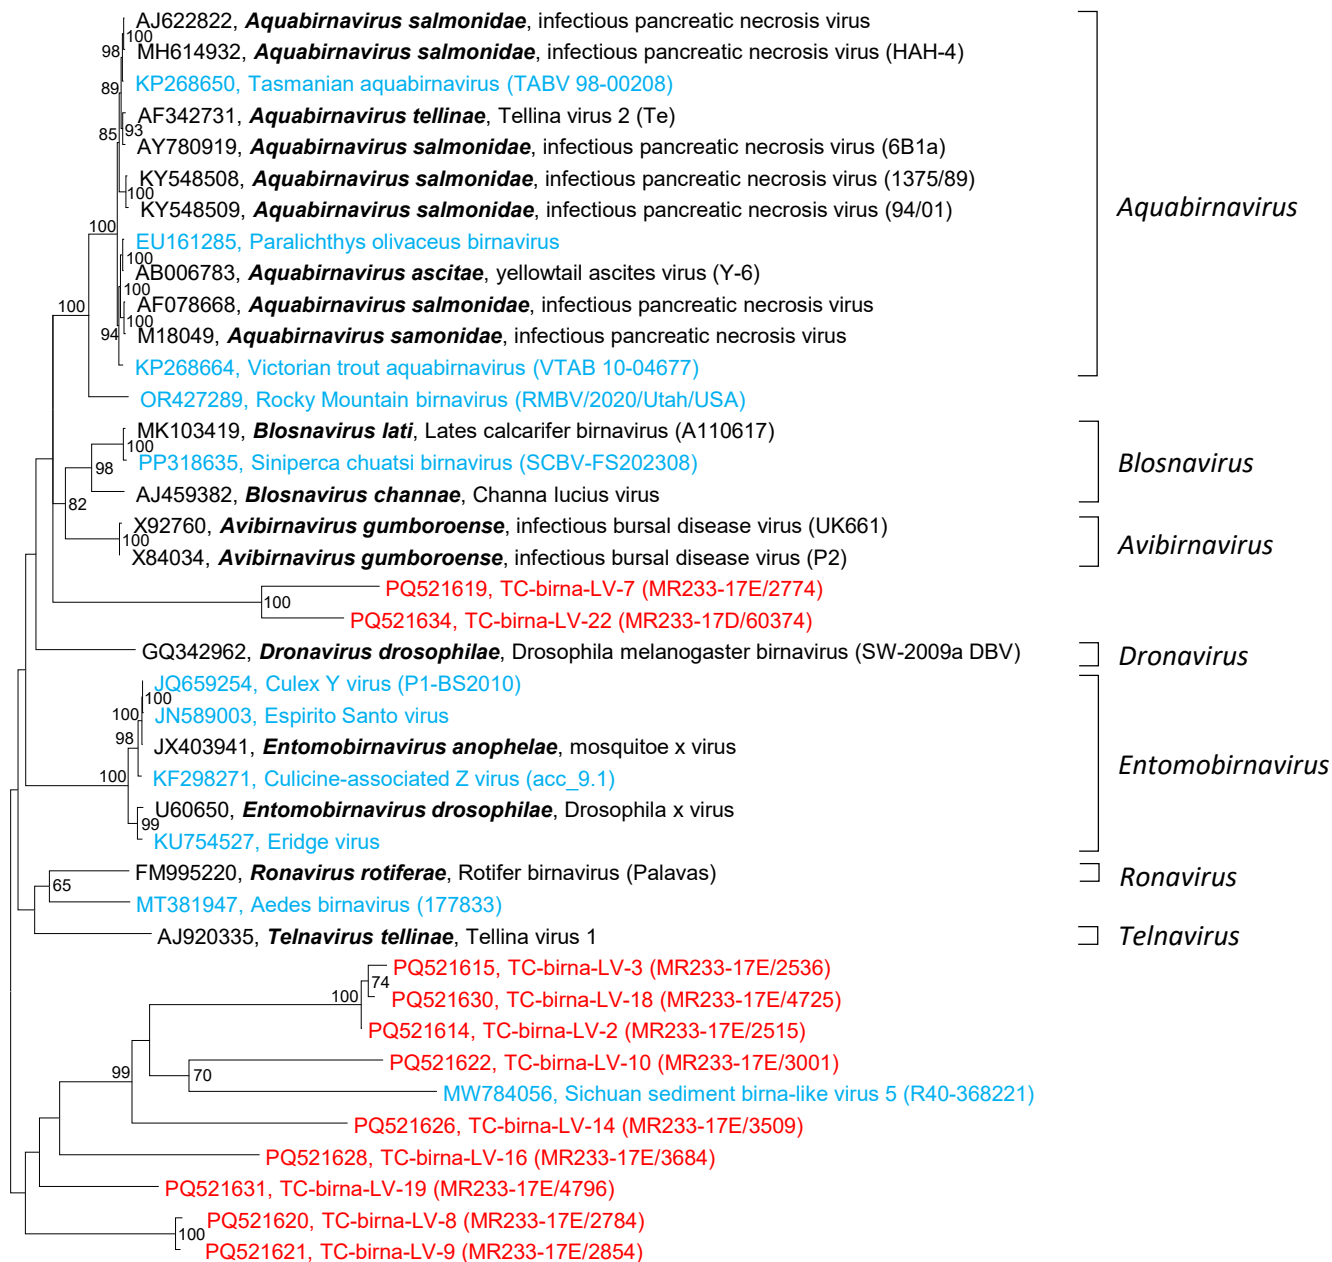 AJ622822, Aquabirnavirus salmonidae, infectious pancreatic necrosis virus
100
98
MH614932, Aquabirnavirus salmonidae, infectious pancreatic necrosis virus (HAH-4)
KP268650, Tasmanian aquabirnavirus (TABV 98-00208)
89
AF342731, Aquabirnavirus tellinae, Tellina virus 2 (Te)
85
93
AY780919, Aquabirnavirus salmonidae, infectious pancreatic necrosis virus (6B1a)
KY548508, Aquabirnavirus salmonidae, infectious pancreatic necrosis virus (1375/89)
100
KY548509, Aquabirnavirus salmonidae, infectious pancreatic necrosis virus (94/01)
Aquabirnavirus
100
EU161285, Paralichthys olivaceus birnavirus
100
AB006783, Aquabirnavirus ascitae, yellowtail ascites virus (Y-6)
100
100
AF078668, Aquabirnavirus salmonidae, infectious pancreatic necrosis virus
100
94
M18049, Aquabirnavirus samonidae, infectious pancreatic necrosis virus
KP268664, Victorian trout aquabirnavirus (VTAB 10-04677)
OR427289, Rocky Mountain birnavirus (RMBV/2020/Utah/USA)
MK103419, Blosnavirus lati, Lates calcarifer birnavirus (A110617)
100
PP318635, Siniperca chuatsi birnavirus (SCBV-FS202308)
Blosnavirus
98
AJ459382, Blosnavirus channae, Channa lucius virus
82
X92760, Avibirnavirus gumboroense, infectious bursal disease virus (UK661)
100
Avibirnavirus
X84034, Avibirnavirus gumboroense, infectious bursal disease virus (P2)
PQ521619, TC-birna-LV-7 (MR233-17E/2774)
100
PQ521634, TC-birna-LV-22 (MR233-17D/60374)
GQ342962, Dronavirus drosophilae, Drosophila melanogaster birnavirus (SW-2009a DBV)
Dronavirus
JQ659254, Culex Y virus (P1-BS2010)
100
100
JN589003, Espirito Santo virus
98
JX403941, Entomobirnavirus anophelae, mosquitoe x virus
Entomobirnavirus
100
KF298271, Culicine-associated Z virus (acc_9.1)
U60650, Entomobirnavirus drosophilae, Drosophila x virus
99
KU754527, Eridge virus
FM995220, Ronavirus rotiferae, Rotifer birnavirus (Palavas)
Ronavirus
65
MT381947, Aedes birnavirus (177833)
AJ920335, Telnavirus tellinae, Tellina virus 1
Telnavirus
PQ521615, TC-birna-LV-3 (MR233-17E/2536)
74
100
PQ521630, TC-birna-LV-18 (MR233-17E/4725)
PQ521614, TC-birna-LV-2 (MR233-17E/2515)
PQ521622, TC-birna-LV-10 (MR233-17E/3001)
99
70
MW784056, Sichuan sediment birna-like virus 5 (R40-368221)
PQ521626, TC-birna-LV-14 (MR233-17E/3509)
PQ521628, TC-birna-LV-16 (MR233-17E/3684)
PQ521631, TC-birna-LV-19 (MR233-17E/4796)
PQ521620, TC-birna-LV-8 (MR233-17E/2784)
100
PQ521621, TC-birna-LV-9 (MR233-17E/2854)